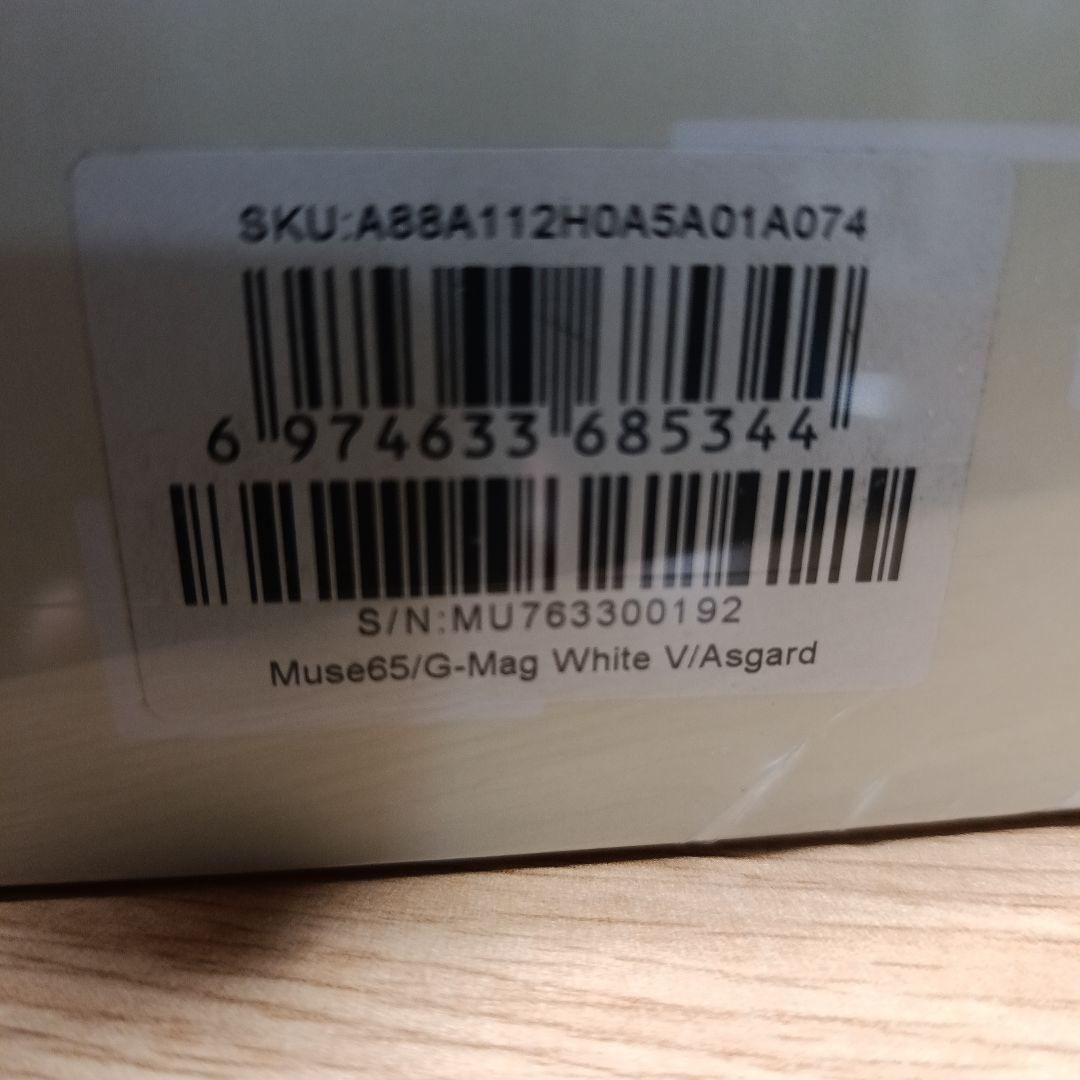 SKU:A88A112H0A5A01A074
6 974633 685344
S/N:MU763300192
Muse65/G-Mag White V/Asgard